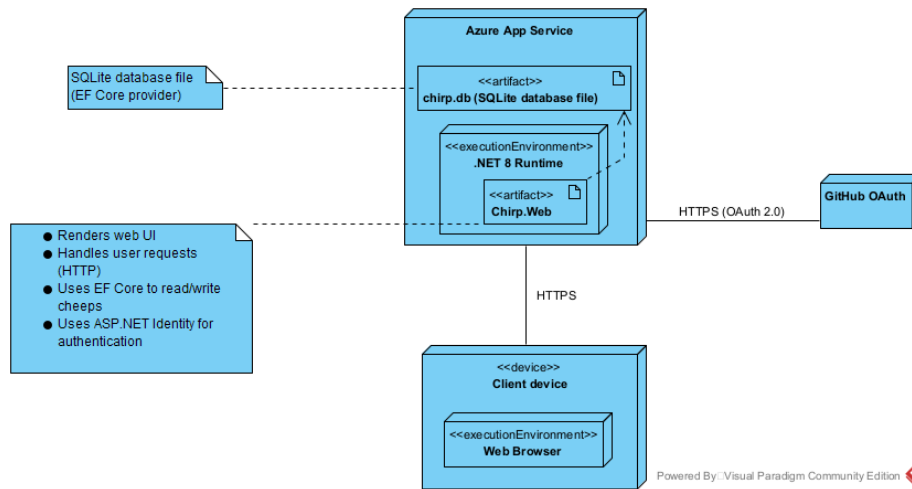 Azure App Service
<<artifact>>
chirp.db (SQLite database file)
SQLite database file
(EF Core provider)
<<executionEnvironment>>
.NET 8 Runtime
<<artifact>>
Chirp.Web
GitHub OAuth
HTTPS (OAuth 2.0)
● Renders web UI
● Handles user requests
(HTTP)
● Uses EF Core to read/write
cheeps
● Uses ASP.NET Identity for
authentication
HTTPS
<<device>>
Client device
<<executionEnvironment>>
Web Browser
Powered By□Visual Paradigm Community Edition